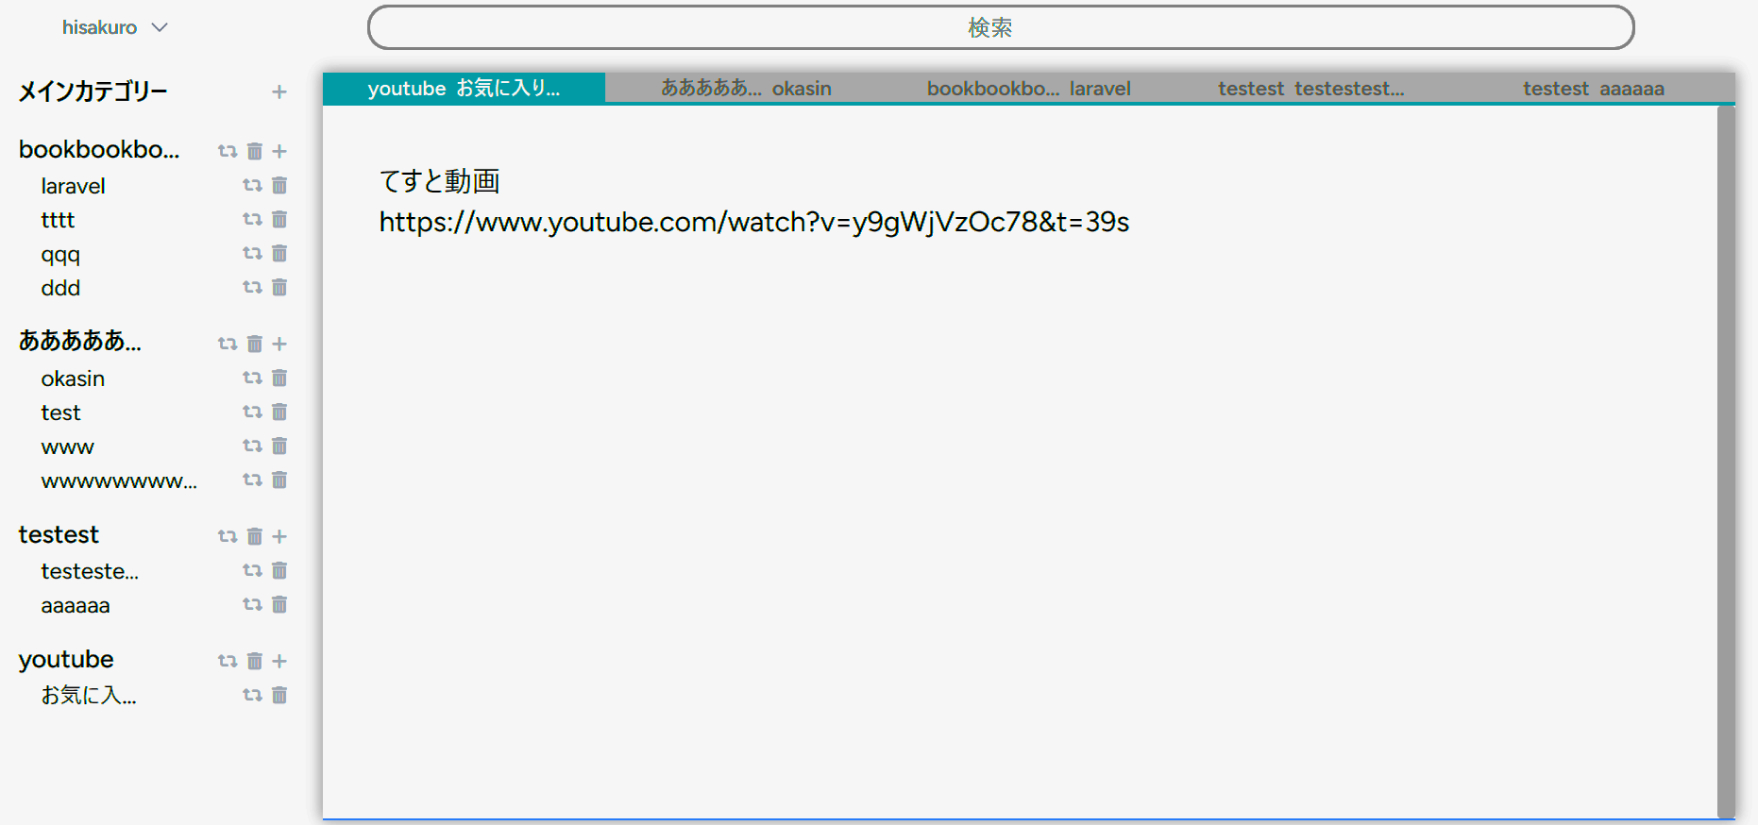 hisakuro
検索
メインカテゴリー
bookbookbo...
laravel
tttt
qqq
ddd
あああああ...
okasin
test
www
wwwwwwww...
testest
testeste...
aaaaaa
youtube
お気に入...
youtube お気に入り... あああああ... okasin bookbookbo... laravel testest testestest... testest aaaaaa
てすと動画
https://www.youtube.com/watch?v=y9gWjVzOc78&t=39s